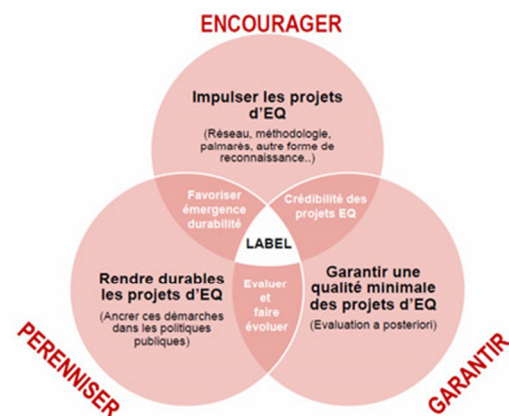 ENCOURAGER
Impulser les projets
d'EQ
(Réseau, méthodologie,
palmarès, autre forme de
reconnaissance..)
Favoriser
émergence
durabilité
Crédibilité des
projets EQ
LABEL
Rendre durables
les projets d'EQ
(Ancrer ces démarches
dans les politiques
publiques)
Evaluer
et
faire
évoluer
Garantir une
qualité minimale
des projets d'EQ
(Evaluation a posteriori)
PERENNISER
GARANTIR